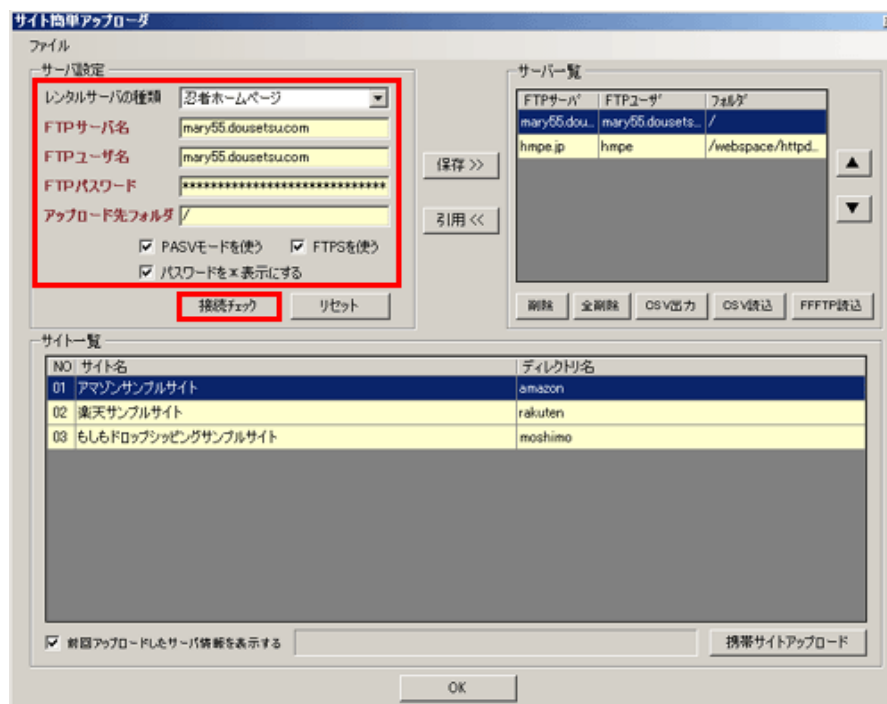 サイト簡単アップローダ
ファイル
サーバ設定
レンタルサーバの種類 忍者ホームページ
FTPサーバ名 mary55.dousetsu.com
FTPユーザ名 mary55.dousetsu.com
FTPパスワード *****************************
アップロード先フォルダ /
PASVモードを使う FTPSを使う
パスワードを*表示にする
接続チェック リセット
保存 >>
引用 <<
サーバー一覧
FTPサーバ FTPユーザ フォルダ
mary55.dou... mary55.dousets... /
hmpe.jp hmpe /webspace/httpd...
▲
▼
削除 全削除 CSV出力 CSV読込 FFFTP読込
サイト一覧
NO サイト名 ディレクトリ名
01 アマゾンサンプルサイト amazon
02 楽天サンプルサイト rakuten
03 もしもドロップシッピングサンプルサイト moshimo
前回アップロードしたサーバ情報を表示する 携帯サイトアップロード
OK